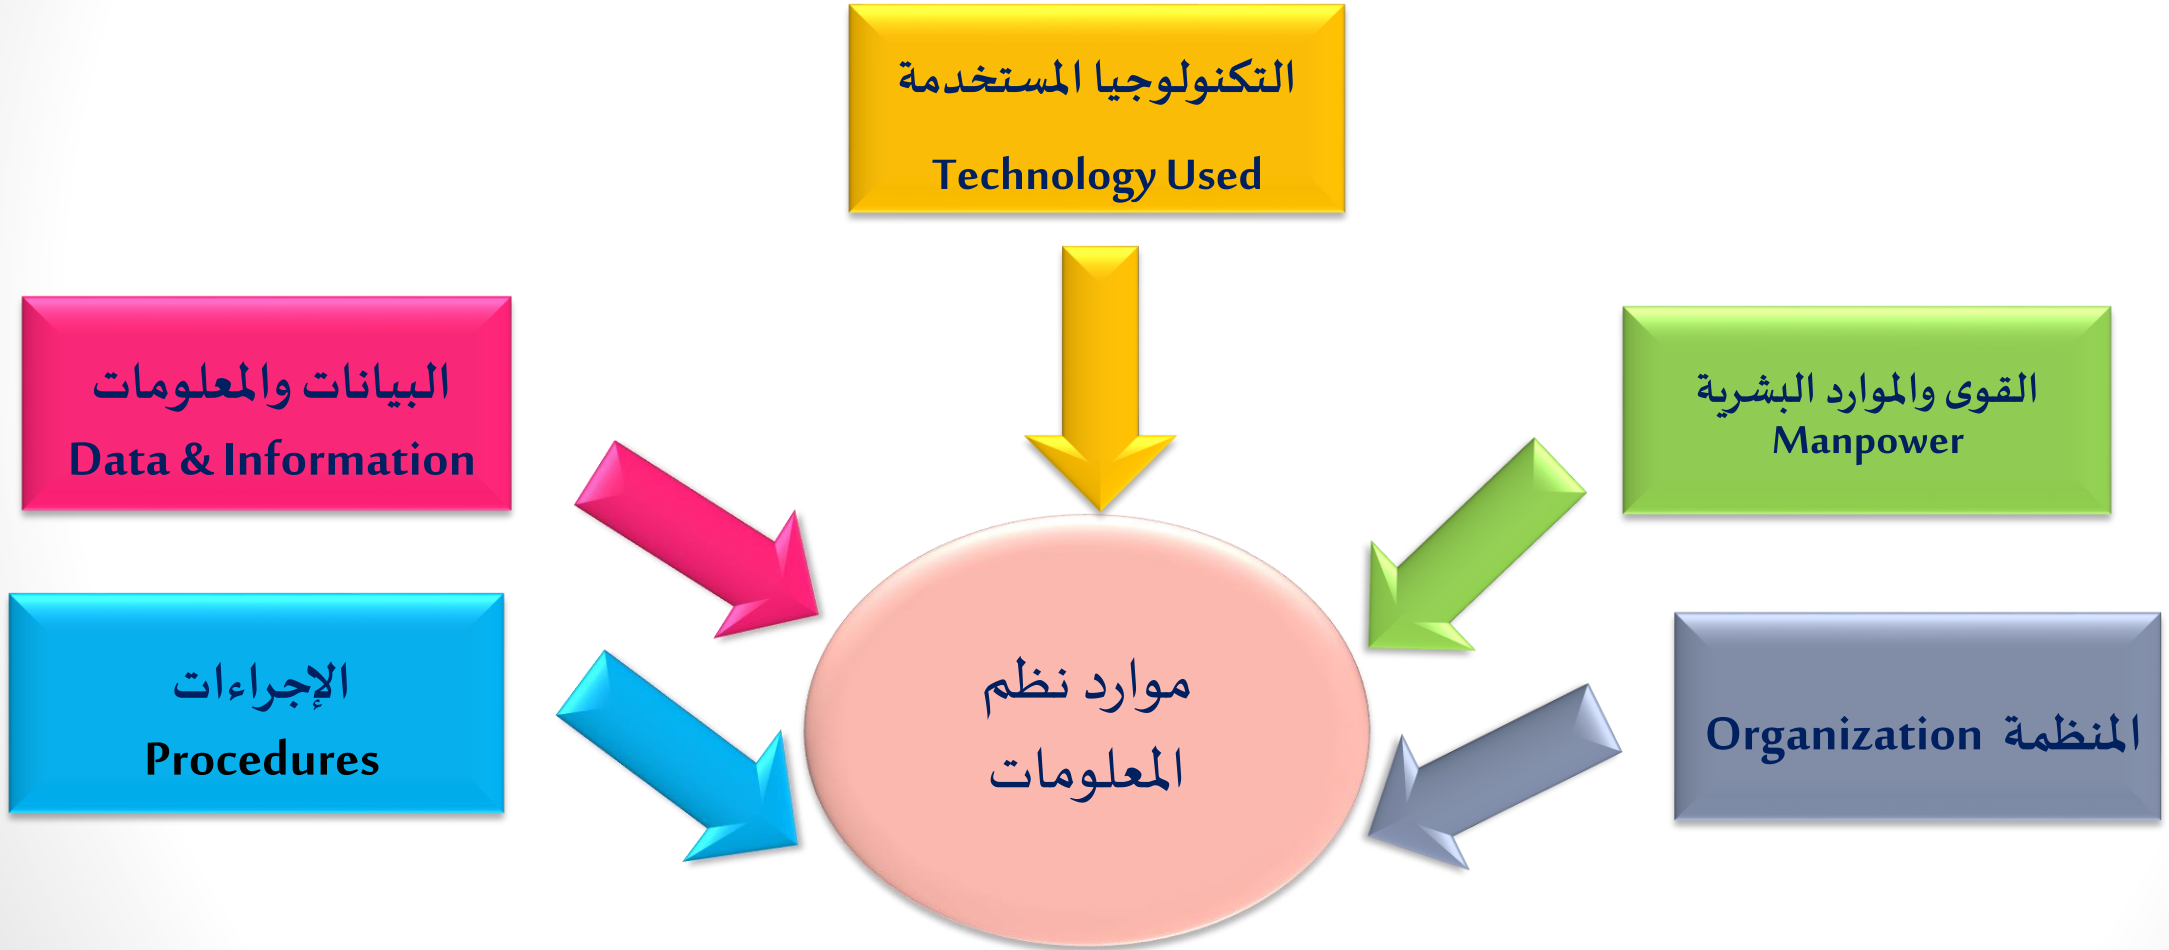 التكنولوجيا المستخدمة
Technology Used
القوى والموارد البشرية
Manpower
البيانات والمعلومات
Data & Information
المنظمة Organization
الإجراءات
Procedures
موارد نظم
المعلومات